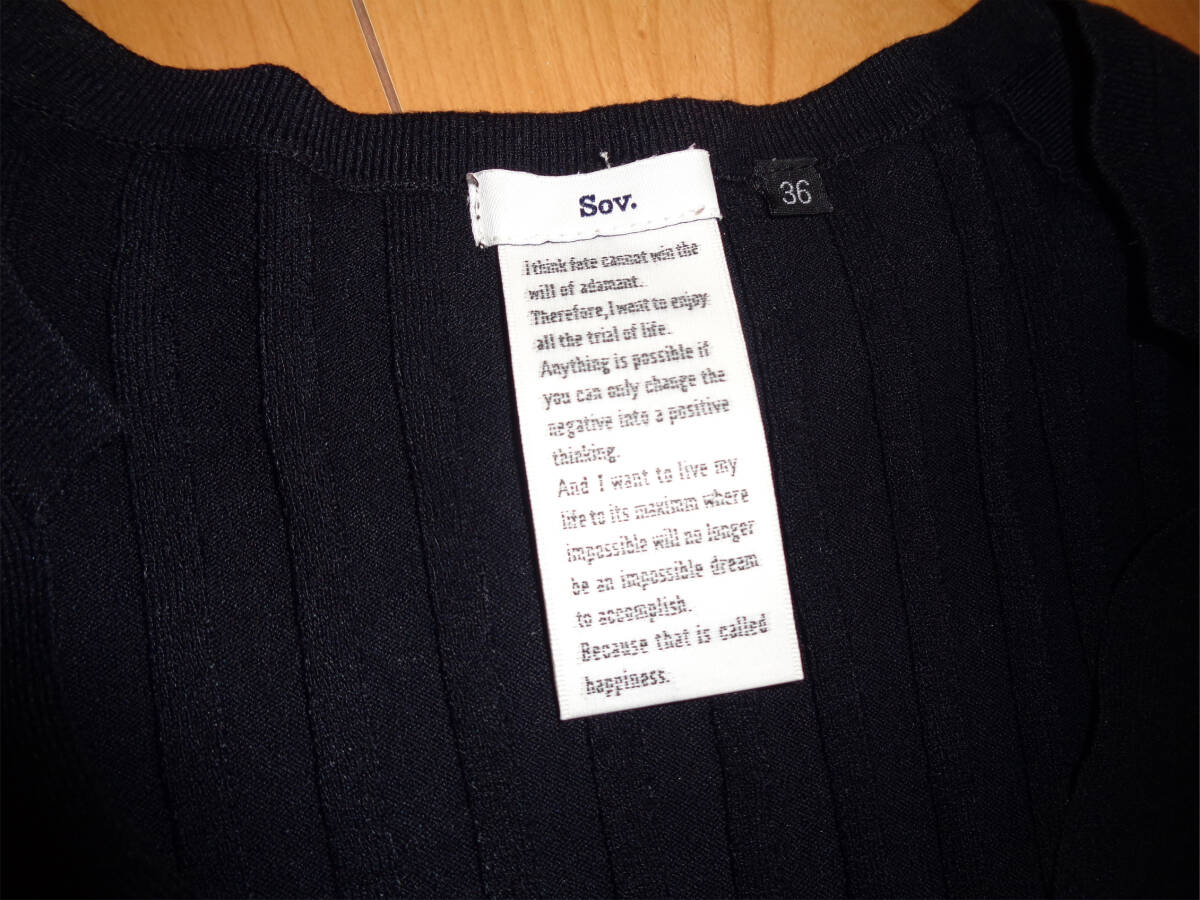 Sov.
36
I think fate cannot win the
will of adamant.
Therefore, I want to enjoy
all the trial of life.
Anything is possible if
you can only change the
negative into a positive
thinking.
And I want to live my
life to its maximm where
impossible will no longer
be an impossible dream
to accomplish.
Because that is called
happiness.